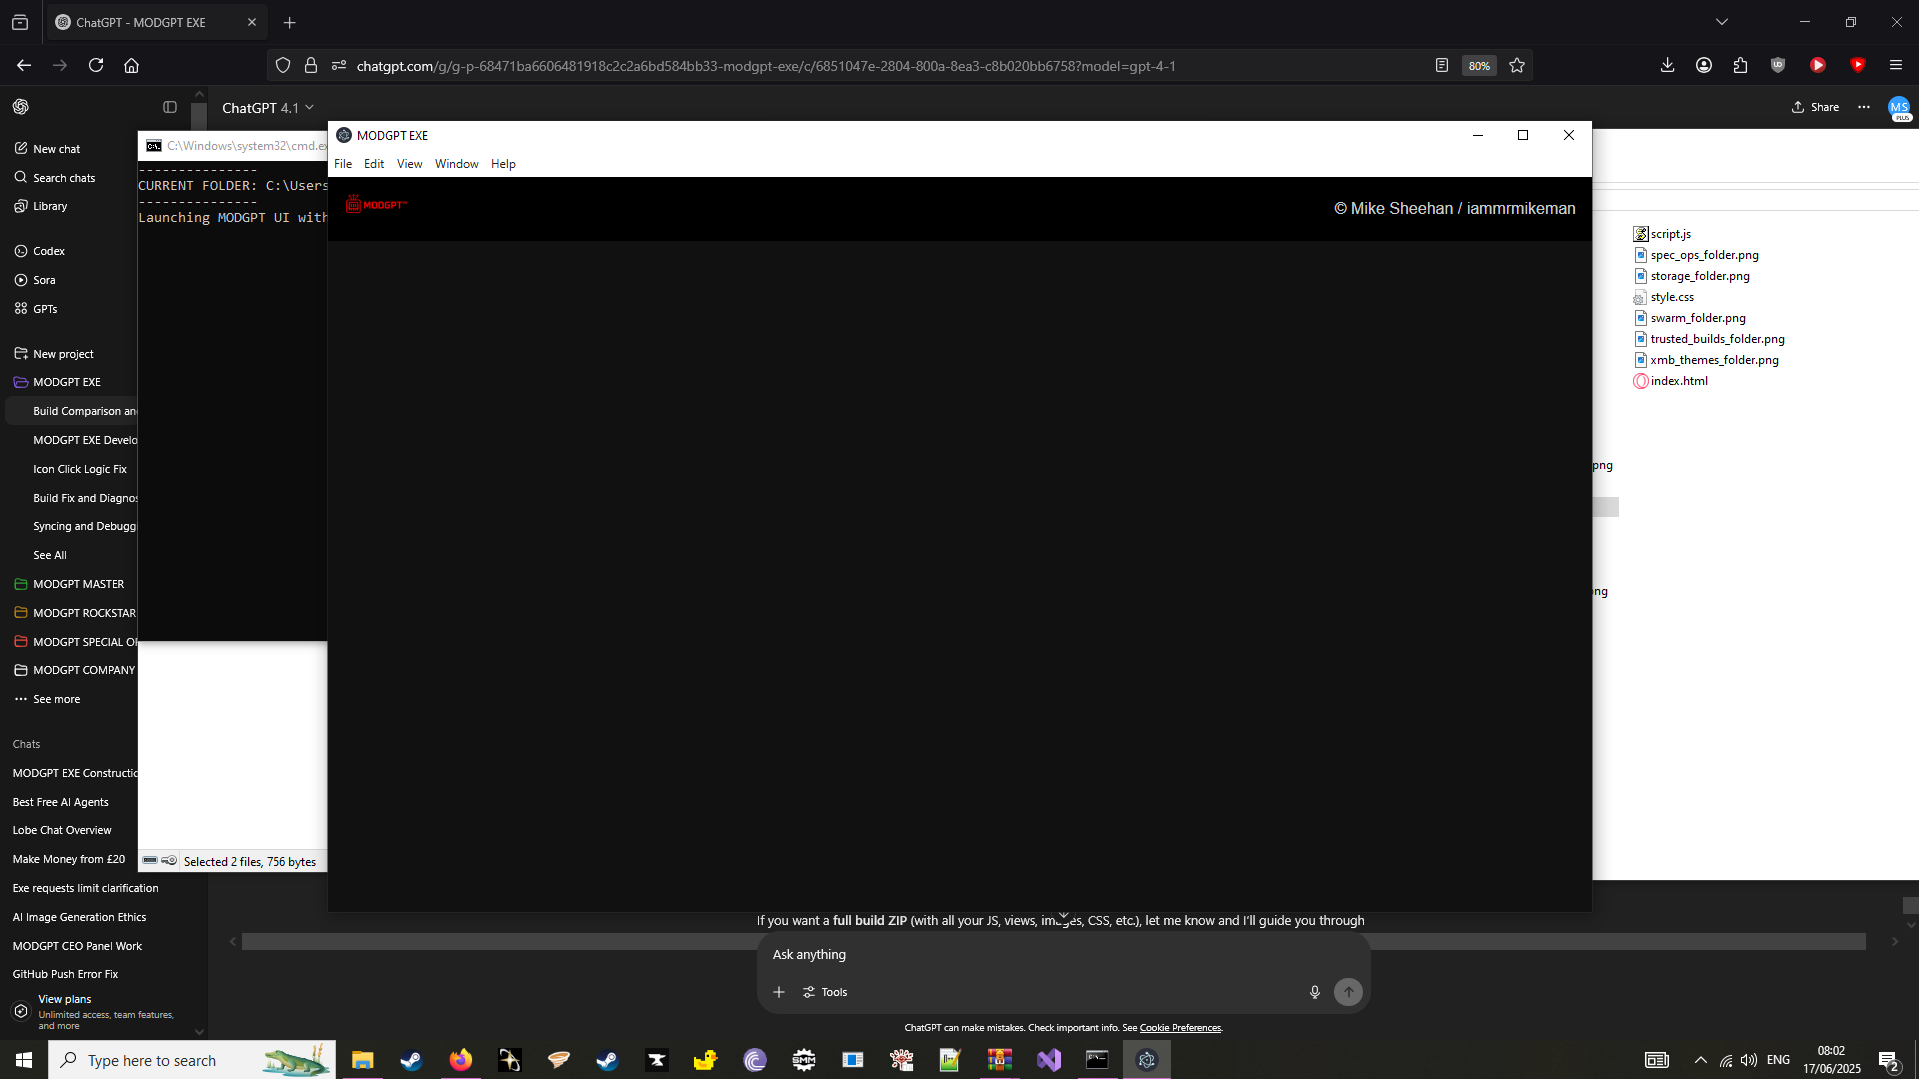 ChatGPT - MODGPT EXE
chatgpt.com/g/g-p-68471ba6606481918c2c2a6bd584bb33-modgpt-exe/c/6851047e-2804-800a-8ea3-c8b020bb6758?model=gpt-4-1
80%
ChatGPT 4.1
Share
MS
PLUS
New chat
Search chats
Library
Codex
Sora
GPTs
New project
MODGPT EXE
Build Comparison an
MODGPT EXE Develo
Icon Click Logic Fix
Build Fix and Diagnos
Syncing and Debugg
See All
MODGPT MASTER
MODGPT ROCKSTAR
MODGPT SPECIAL O
MODGPT COMPANY
See more
Chats
MODGPT EXE Constructio
Best Free AI Agents
Lobe Chat Overview
Make Money from £20
Exe requests limit clarification
AI Image Generation Ethics
MODGPT CEO Panel Work
GitHub Push Error Fix
View plans
Unlimited access, team features,
and more
C:\Windows\system32\cmd.ex
---------------
CURRENT FOLDER: C:\Users
---------------
Launching MODGPT UI with
Selected 2 files, 756 bytes
MODGPT EXE
File Edit View Window Help
MODGPT™
© Mike Sheehan / iammrmikeman
script.js
spec_ops_folder.png
storage_folder.png
style.css
swarm_folder.png
trusted_builds_folder.png
xmb_themes_folder.png
index.html
png
ng
If you want a full build ZIP (with all your JS, views, images, CSS, etc.), let me know and I'll guide you through
Ask anything
Tools
ChatGPT can make mistakes. Check important info. See Cookie Preferences.
Type here to search
SMM
ENG
08:02
17/06/2025
2